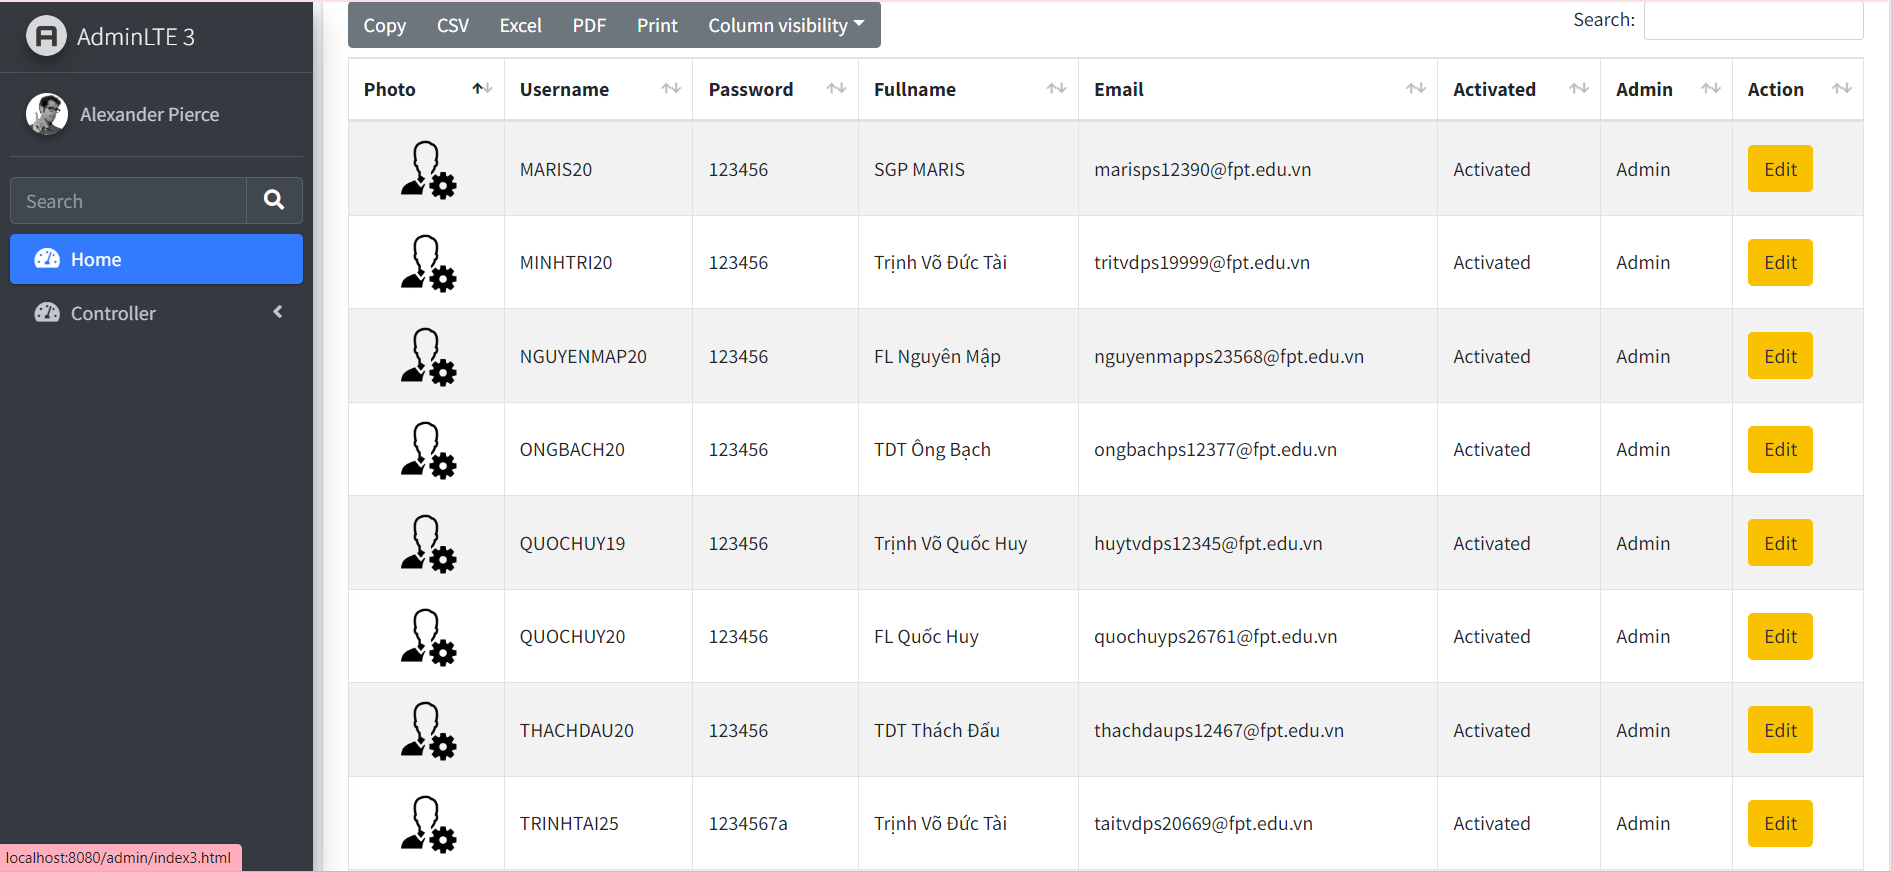 AdminLTE 3
Alexander Pierce
Search
Home
Controller
Copy CSV Excel PDF Print Column visibility
Search:
Photo Username Password Fullname Email Activated Admin Action
MARIS20 123456 SGP MARIS marisps12390@fpt.edu.vn Activated Admin Edit
MINHTRI20 123456 Trịnh Võ Đức Tài tritvdps19999@fpt.edu.vn Activated Admin Edit
NGUYENMAP20 123456 FL Nguyên Mập nguyenmapps23568@fpt.edu.vn Activated Admin Edit
ONGBACH20 123456 TDT Ông Bạch ongbachps12377@fpt.edu.vn Activated Admin Edit
QUOCHUY19 123456 Trịnh Võ Quốc Huy huytvdps12345@fpt.edu.vn Activated Admin Edit
QUOCHUY20 123456 FL Quốc Huy quochuyps26761@fpt.edu.vn Activated Admin Edit
THACHDAU20 123456 TDT Thách Đấu thachdaups12467@fpt.edu.vn Activated Admin Edit
TRINHTAI25 1234567a Trịnh Võ Đức Tài taitvdps20669@fpt.edu.vn Activated Admin Edit
localhost:8080/admin/index3.html